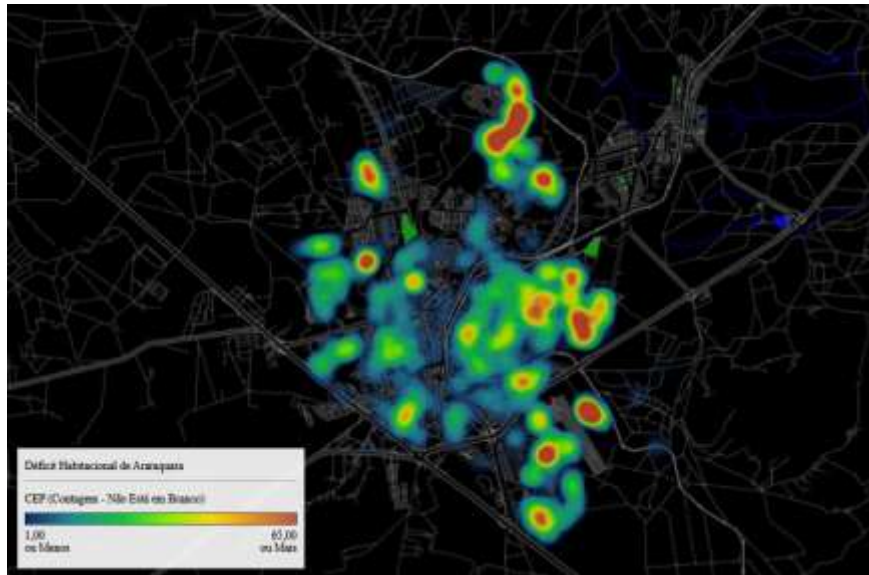 Déficit Habitacional de Araraquara
CEP (Contagem - Não Está em Branco)
1,00
ou Menos
65,00
ou Mais